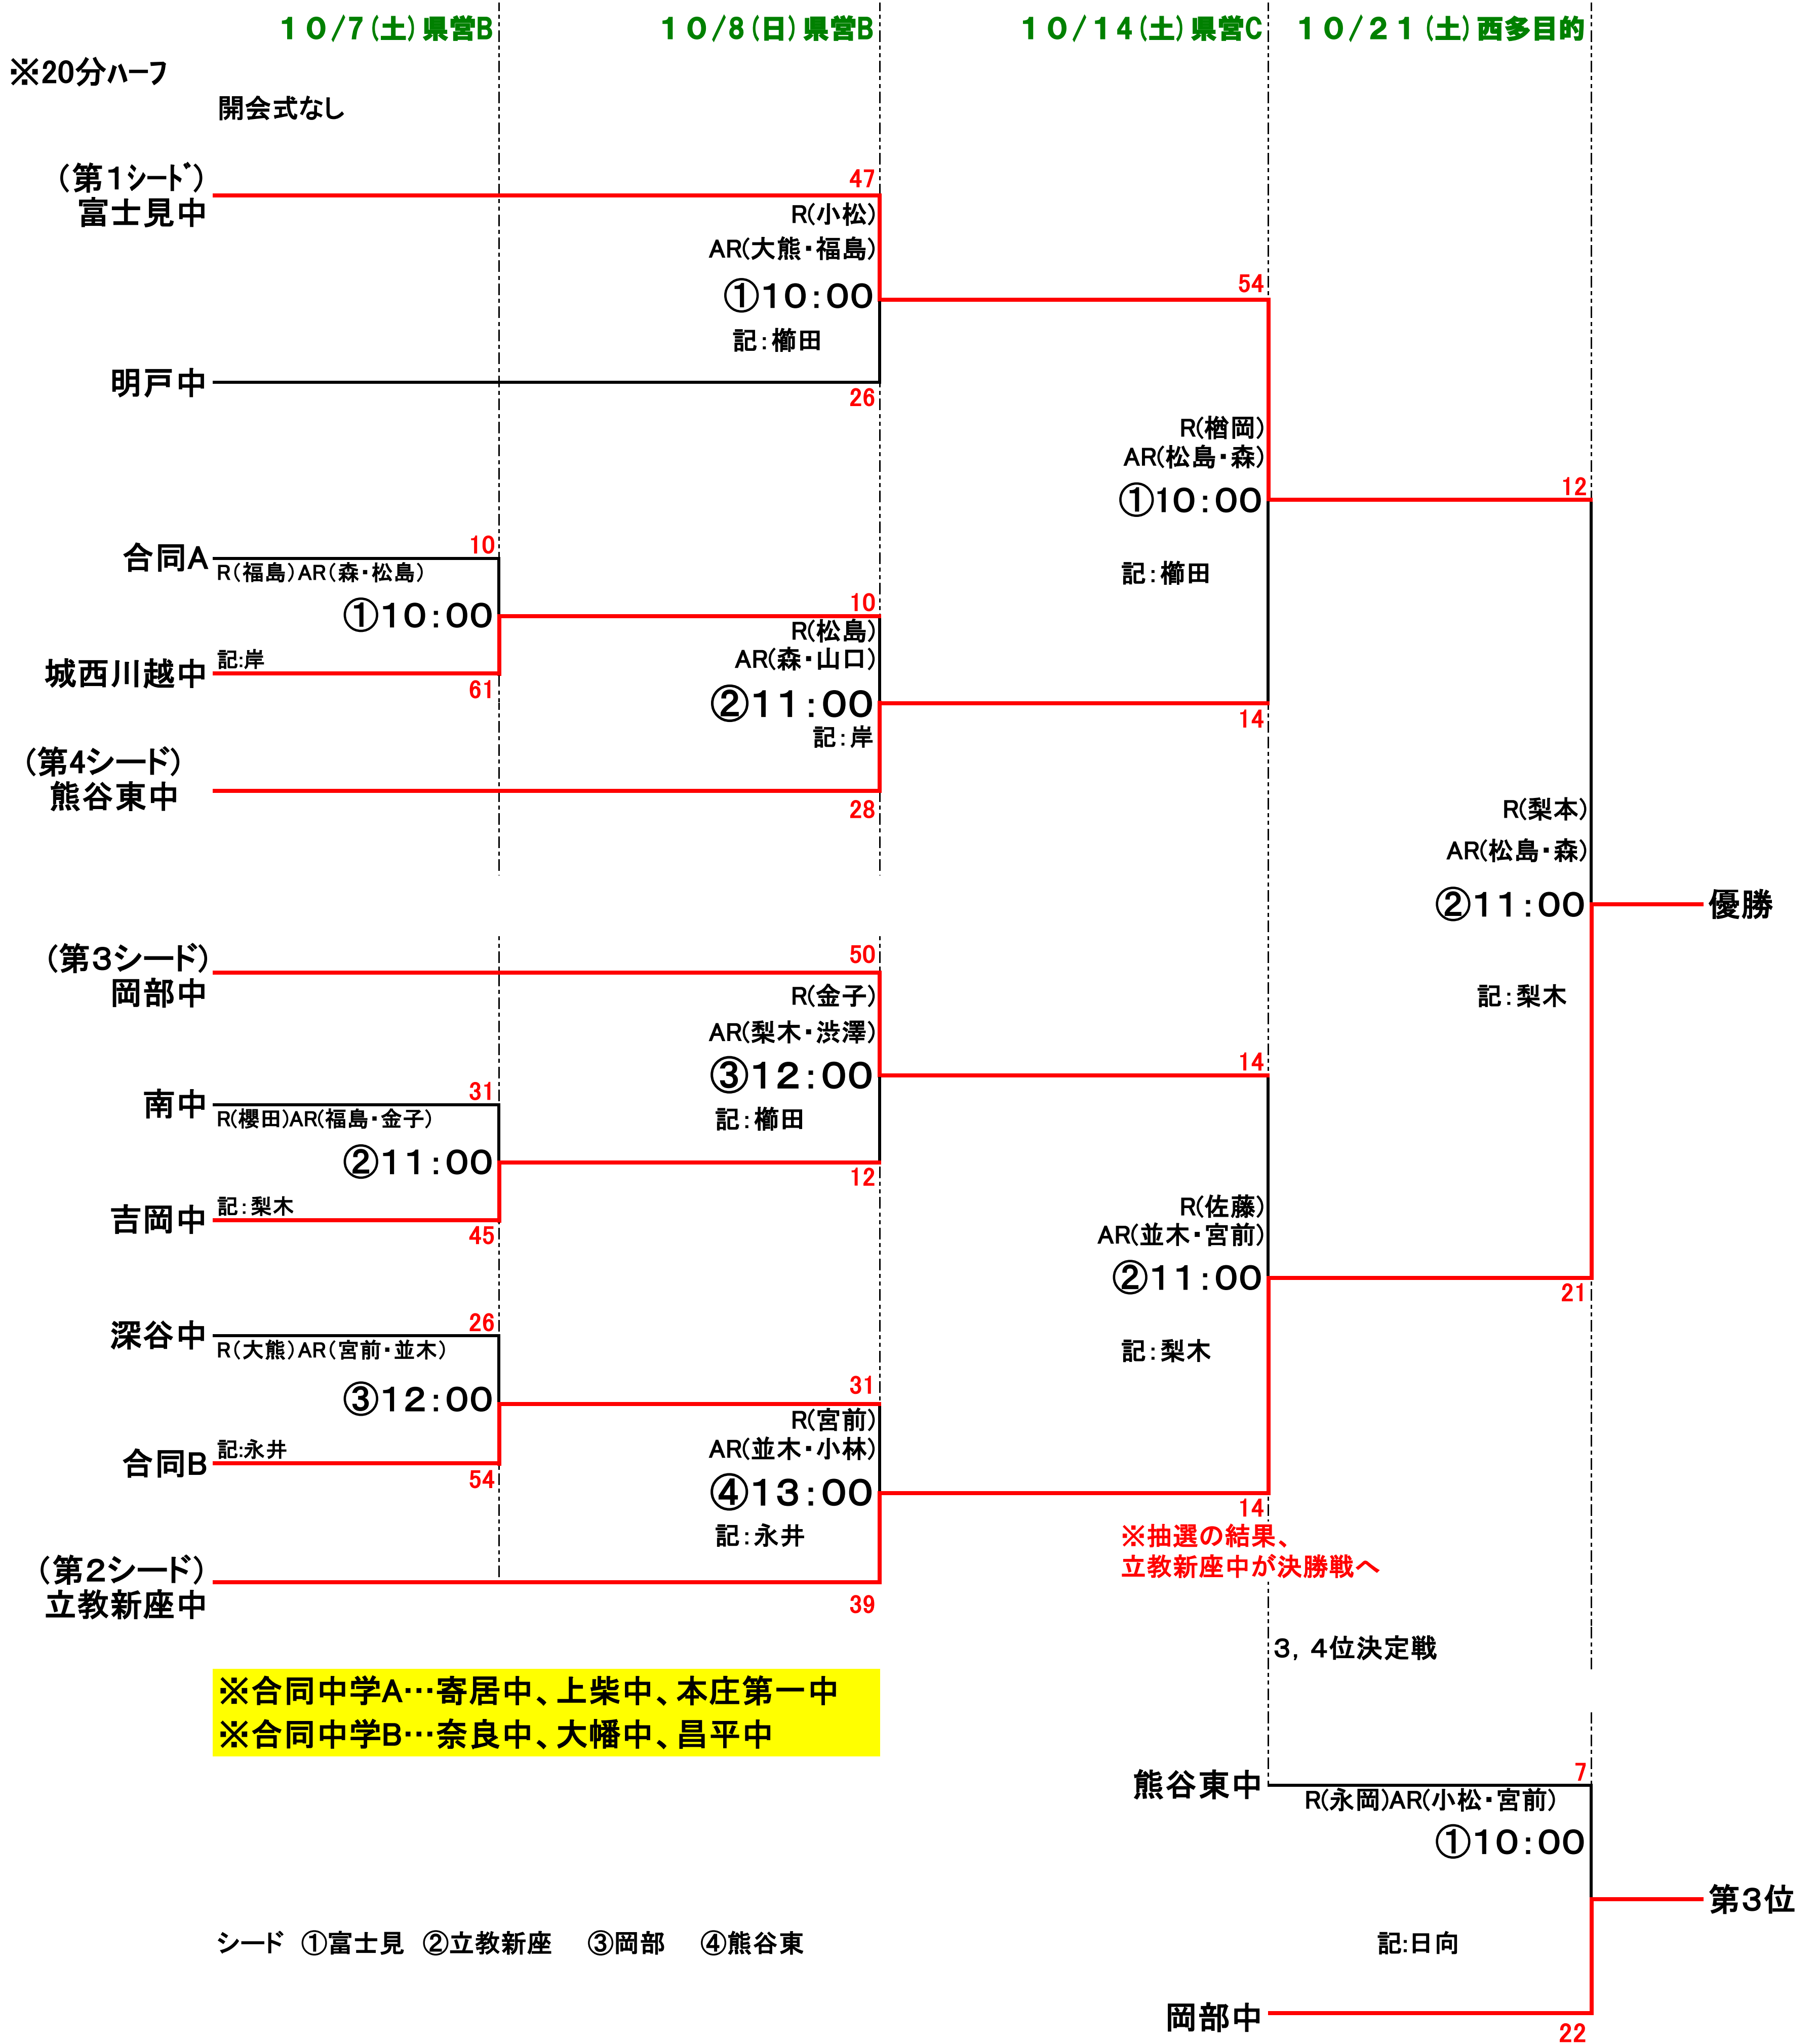 １０/７(土)県営B
１０/８(日)県営B
１０/１４(土)県営C
１０/２１(土)西多目的
※20分ハーフ
開会式なし
（第１シード）
富士見中
47
R(小松)
AR(大熊・福島)
①10：00
記：櫛田
明戸中
26
54
R(楢岡)
AR(松島・森)
①10：00
記：櫛田
12
合同A
10
R（福島）AR（森・松島）
①10：00
城西川越中
記:岸
61
10
R(松島)
AR(森・山口)
②11：00
記：岸
14
（第4シード）
熊谷東中
28
R(梨本)
AR(松島・森)
②11：00
優勝
記：梨木
（第３シード）
岡部中
50
R(金子)
AR(梨木・渋澤)
③12：00
記：櫛田
14
南中
31
R(櫻田)AR(福島・金子)
②11：00
吉岡中
記：梨木
45
12
R(佐藤)
AR(並木・宮前)
②11：00
記：梨木
21
深谷中
26
R（大熊）AR（宮前・並木）
③12：00
合同B
記:永井
54
31
R(宮前)
AR(並木・小林)
④13：00
記：永井
14
※抽選の結果、
立教新座中が決勝戦へ
（第２シード）
立教新座中
39
３，４位決定戦
※合同中学A…寄居中、上柴中、本庄第一中
※合同中学B…奈良中、大幡中、昌平中
熊谷東中
7
R(永岡)AR(小松・宮前)
①10：00
第３位
シード ①富士見 ②立教新座 ③岡部 ④熊谷東
記:日向
岡部中
22